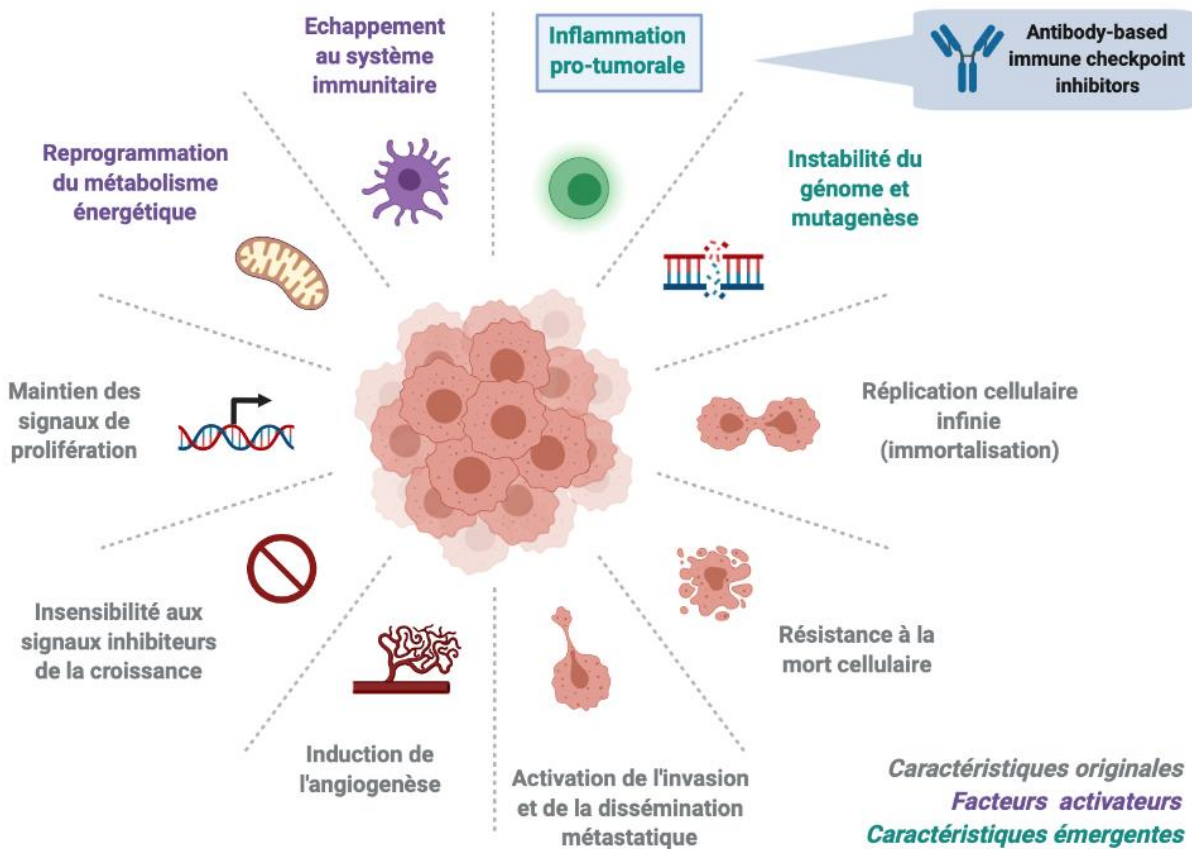 Echappement
au système
immunitaire
Inflammation
pro-tumorale
Antibody-based
immune checkpoint
inhibitors
Reprogrammation
du métabolisme
énergétique
Instabilité du
génome et
mutagenèse
Maintien des
signaux de
prolifération
Réplication cellulaire
infinie
(immortalisation)
Insensibilité aux
signaux inhibiteurs
de la croissance
Résistance à la
mort cellulaire
Induction de
l'angiogenèse
Activation de l'invasion
et de la dissémination
métastatique
Caractéristiques originales
Facteurs activateurs
Caractéristiques émergentes